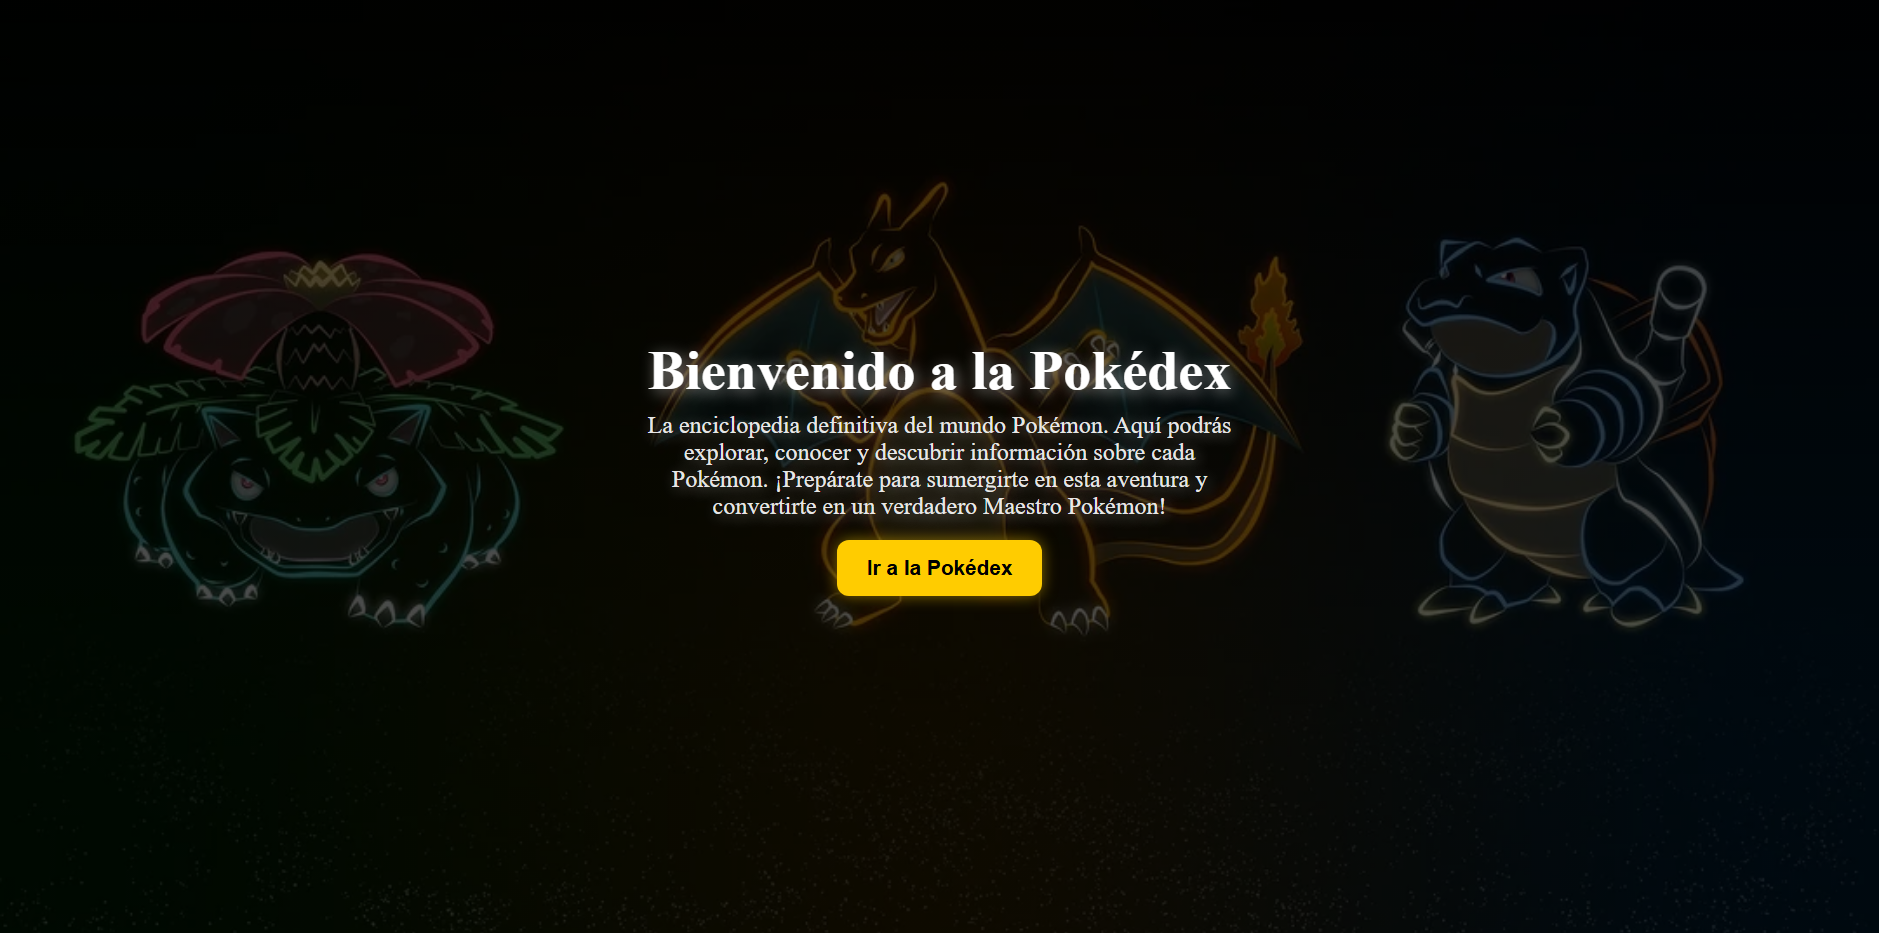 Bienvenido a la Pokédex
La enciclopedia definitiva del mundo Pokémon. Aquí podrás
explorar, conocer y descubrir información sobre cada
Pokémon. ¡Prepárate para sumergirte en esta aventura y
convertirte en un verdadero Maestro Pokémon!
Ir a la Pokédex